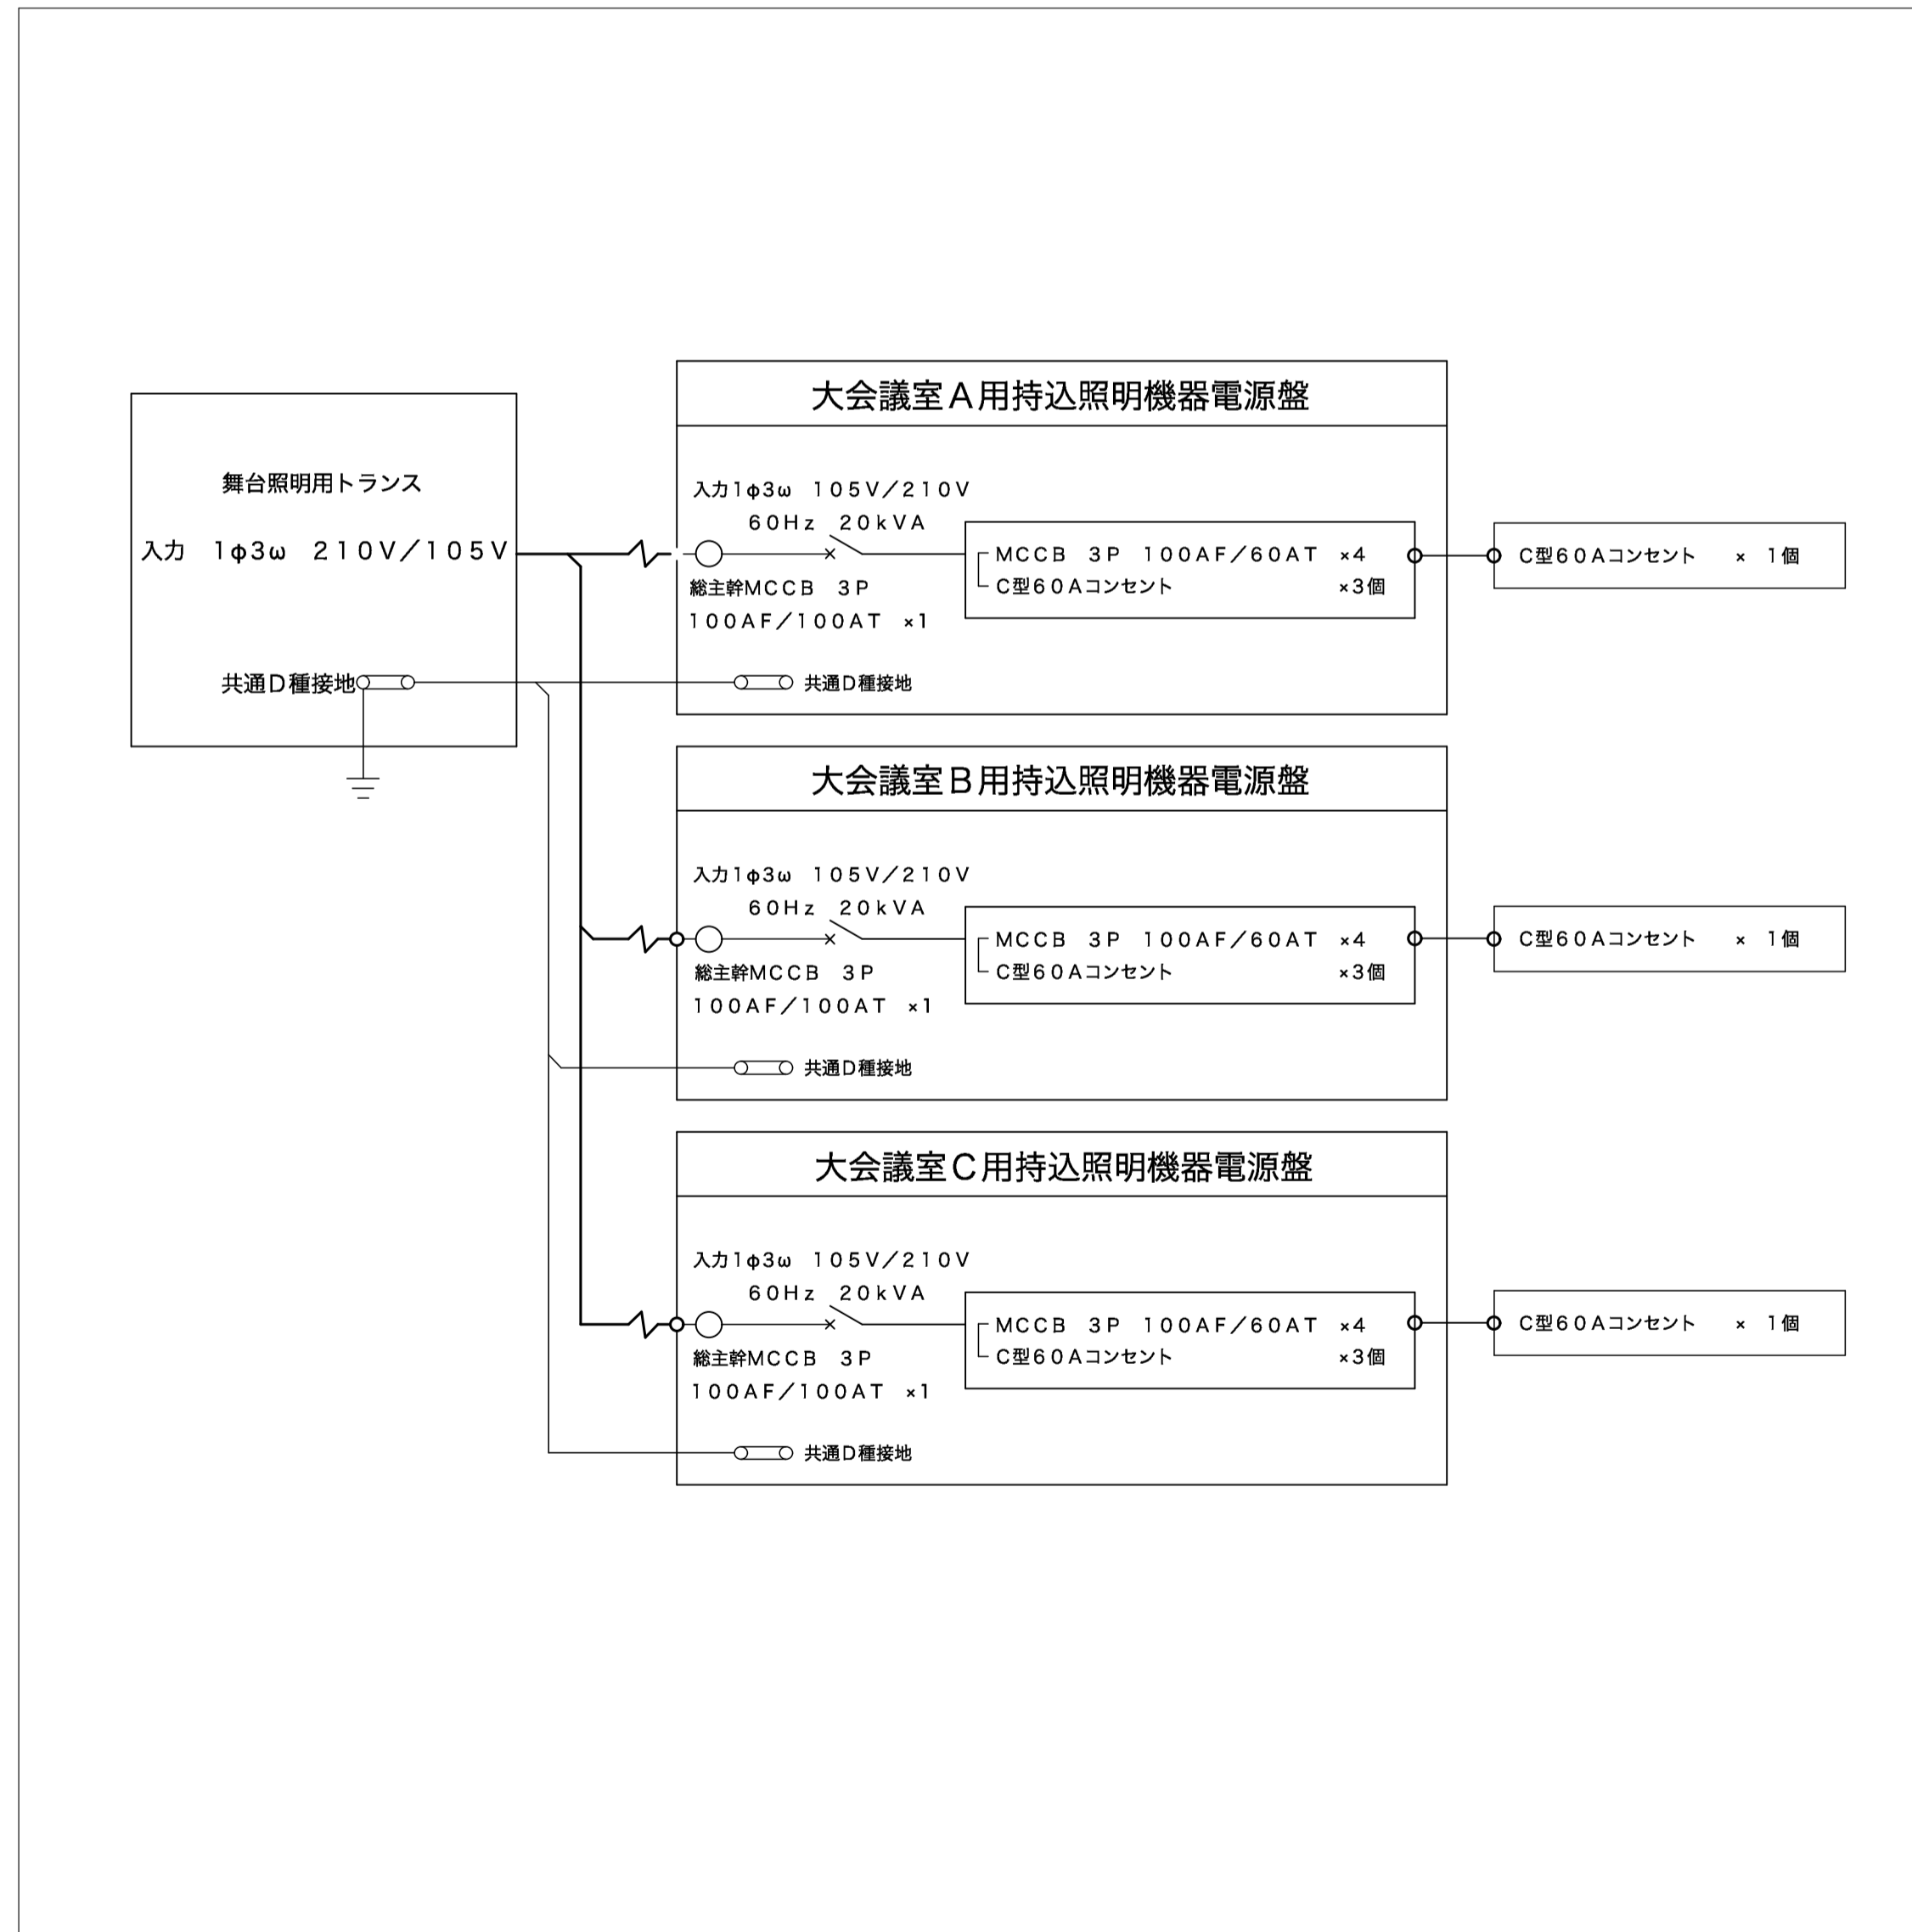 舞台照明用トランス
入力　1φ3ω　２１０Ｖ／１０５Ｖ
共通Ｄ種接地
大会議室Ａ用持込照明機器電源盤
入力1φ3ω　１０５Ｖ／２１０Ｖ
６０Ｈｚ　２０ｋＶＡ
総主幹ＭＣＣＢ　３Ｐ
１００ＡＦ／１００ＡＴ　×1
ＭＣＣＢ　３Ｐ　１００ＡＦ／６０ＡＴ　×4
Ｃ型６０Ａコンセント　×３個
共通Ｄ種接地
Ｃ型６０Ａコンセント　×　１個
大会議室Ｂ用持込照明機器電源盤
入力1φ3ω　１０５Ｖ／２１０Ｖ
６０Ｈｚ　２０ｋＶＡ
総主幹ＭＣＣＢ　３Ｐ
１００ＡＦ／１００ＡＴ　×1
ＭＣＣＢ　３Ｐ　１００ＡＦ／６０ＡＴ　×4
Ｃ型６０Ａコンセント　×３個
共通Ｄ種接地
Ｃ型６０Ａコンセント　×　１個
大会議室Ｃ用持込照明機器電源盤
入力1φ3ω　１０５Ｖ／２１０Ｖ
６０Ｈｚ　２０ｋＶＡ
総主幹ＭＣＣＢ　３Ｐ
１００ＡＦ／１００ＡＴ　×1
ＭＣＣＢ　３Ｐ　１００ＡＦ／６０ＡＴ　×4
Ｃ型６０Ａコンセント　×３個
共通Ｄ種接地
Ｃ型６０Ａコンセント　×　１個